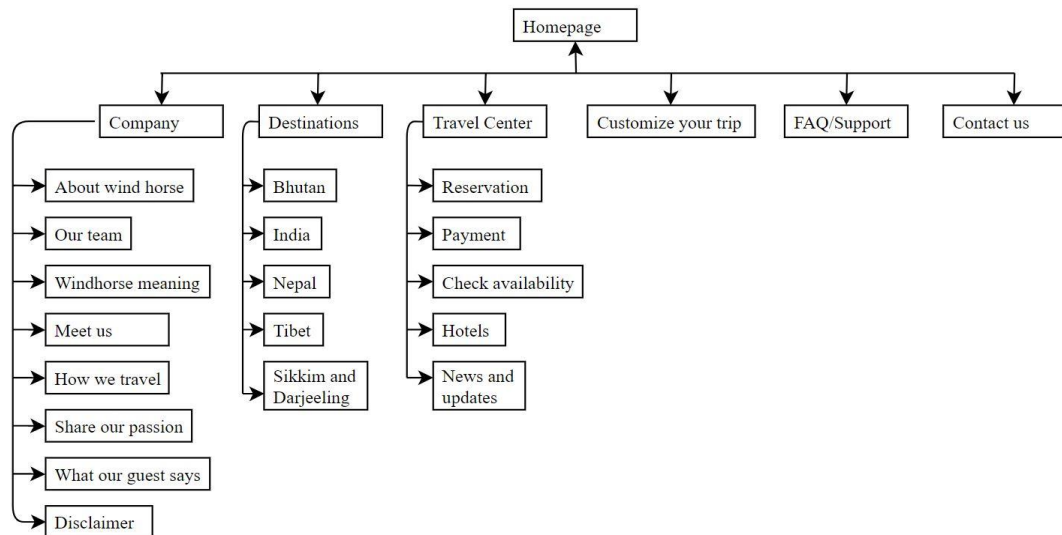 Homepage
Company
Destinations
Travel Center
Customize your trip
FAQ/Support
Contact us
About wind horse
Our team
Windhorse meaning
Meet us
How we travel
Share our passion
What our guest says
Disclaimer
Bhutan
India
Nepal
Tibet
Sikkim and
Darjeeling
Reservation
Payment
Check availability
Hotels
News and
updates